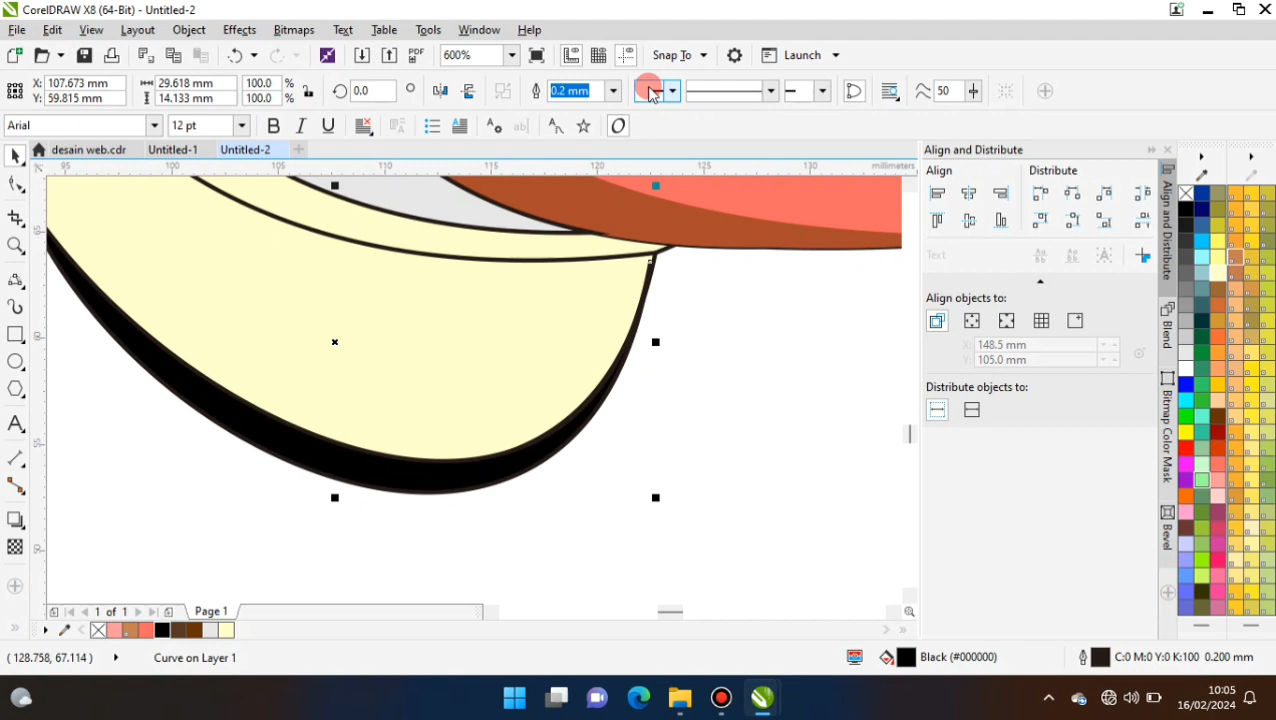 CorelDRAW X8 (64-Bit) - Untitled-2
File Edit View Layout Object Effects Bitmaps Text Table Tools Window Help
PDF 600% Snap To Launch
X: 107.673 mm 29.618 mm 100.0 % 0.0 0.2 mm 50
Y: 59.815 mm 14.133 mm 100.0 %
Arial 12 pt B I U O
desain web.cdr Untitled-1 Untitled-2
95 100 105 110 115 120 125 130 millimeters
Align and Distribute
Align Distribute
Text
Align objects to:
X: 148.5 mm
Y: 105.0 mm
Distribute objects to:
Align and Distribute
Blend
Bitmap Color Mask
Bevel
65
60
55
50
1 of 1 Page 1
( 128.758, 67.114 ) Curve on Layer 1 Black (#000000) C:0 M:0 Y:0 K:100 0.200 mm
10:05
16/02/2024